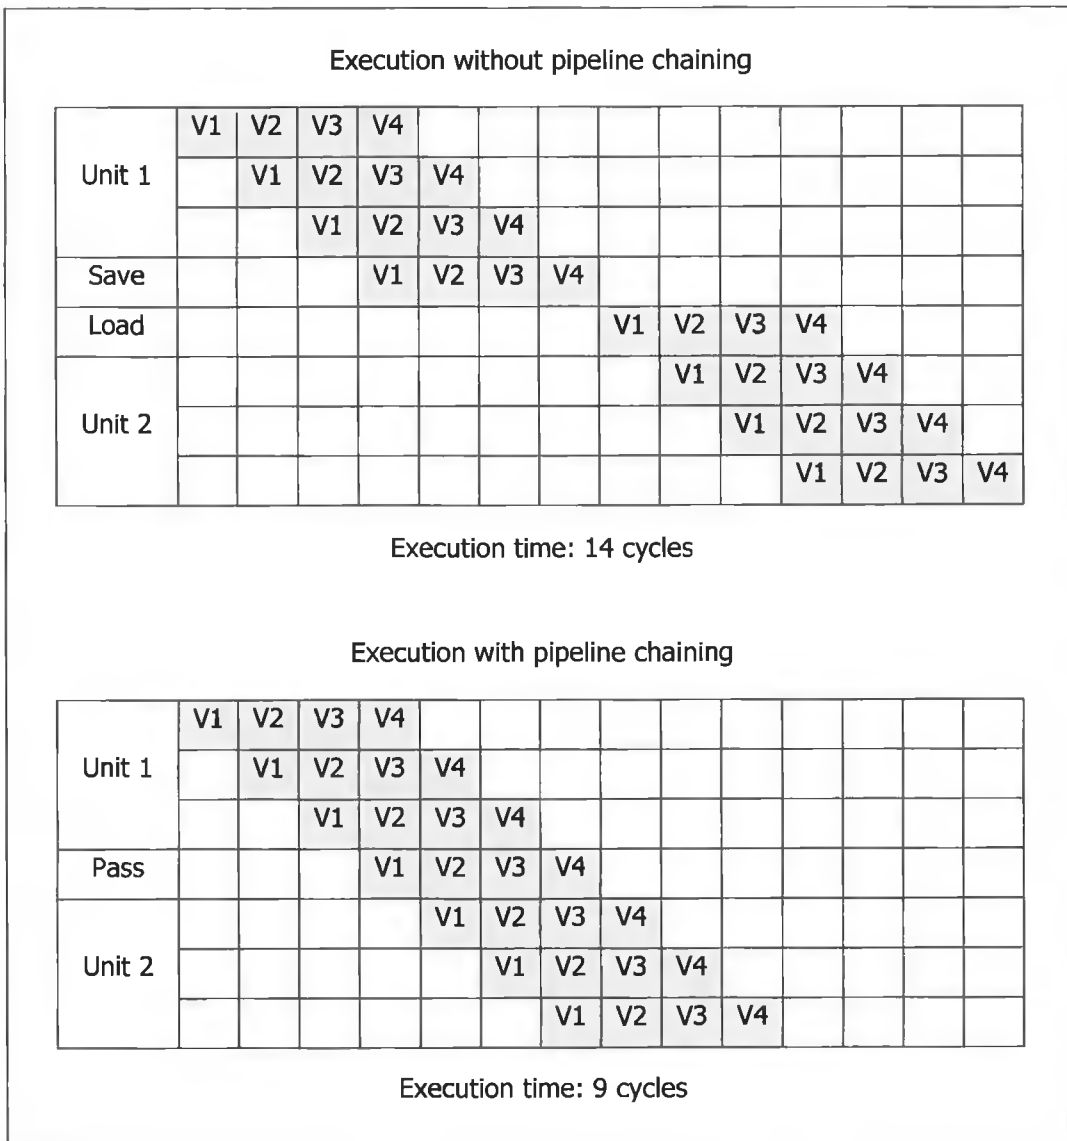 Execution without pipeline chaining
V1 V2 V3 V4
Unit 1 V1 V2 V3 V4
V1 V2 V3 V4
Save V1 V2 V3 V4
Load V1 V2 V3 V4
V1 V2 V3 V4
Unit 2 V1 V2 V3 V4
V1 V2 V3 V4
Execution time: 14 cycles
Execution with pipeline chaining
V1 V2 V3 V4
Unit 1 V1 V2 V3 V4
V1 V2 V3 V4
Pass V1 V2 V3 V4
V1 V2 V3 V4
Unit 2 V1 V2 V3 V4
V1 V2 V3 V4
Execution time: 9 cycles